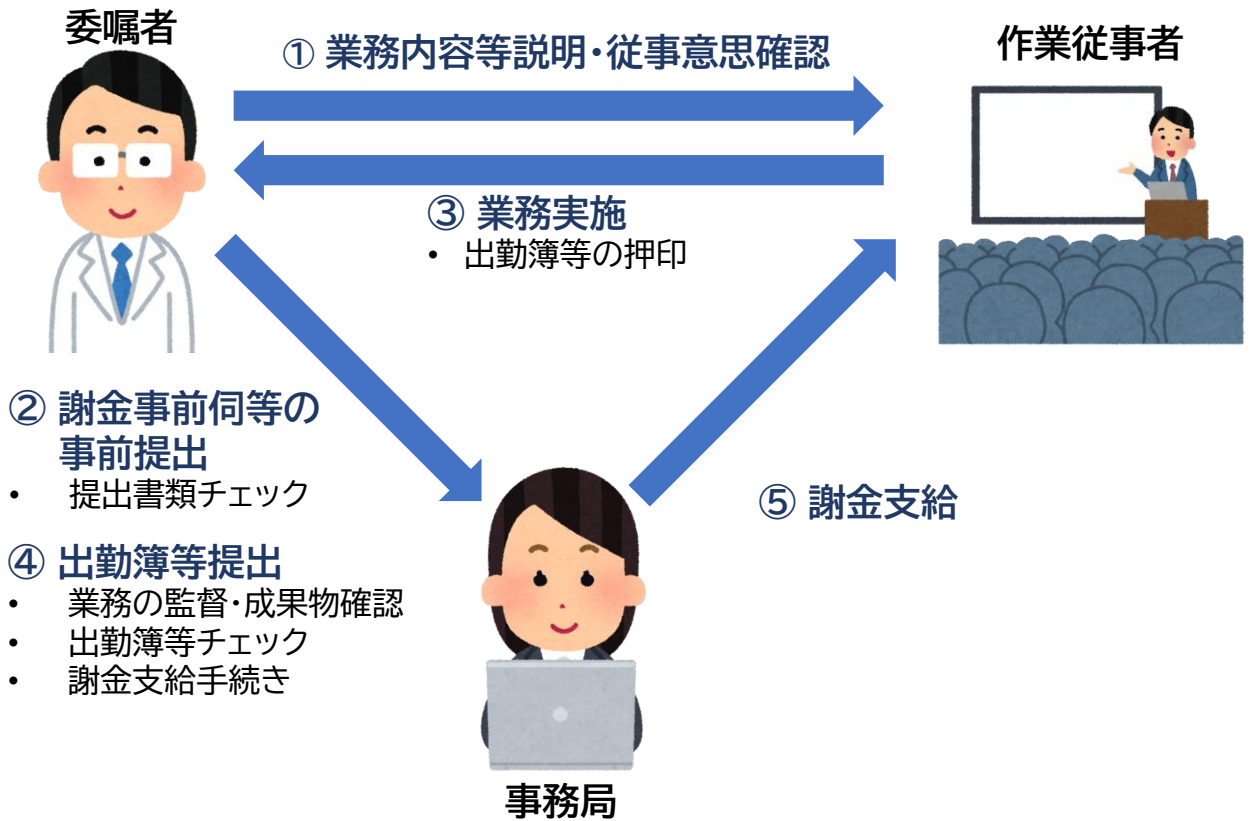 委嘱者
① 業務内容等説明・従事意思確認
作業従事者
③ 業務実施
• 出勤簿等の押印
② 謝金事前伺等の
事前提出
• 提出書類チェック
⑤ 謝金支給
④ 出勤簿等提出
• 業務の監督・成果物確認
• 出勤簿等チェック
• 謝金支給手続き
事務局